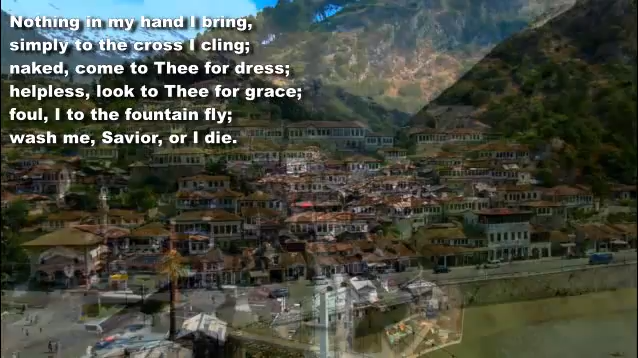 Nothing in my hand I bring,
simply to the cross I cling;
naked, come to Thee for dress;
helpless, look to Thee for grace;
foul, I to the fountain fly;
wash me, Savior, or I die.